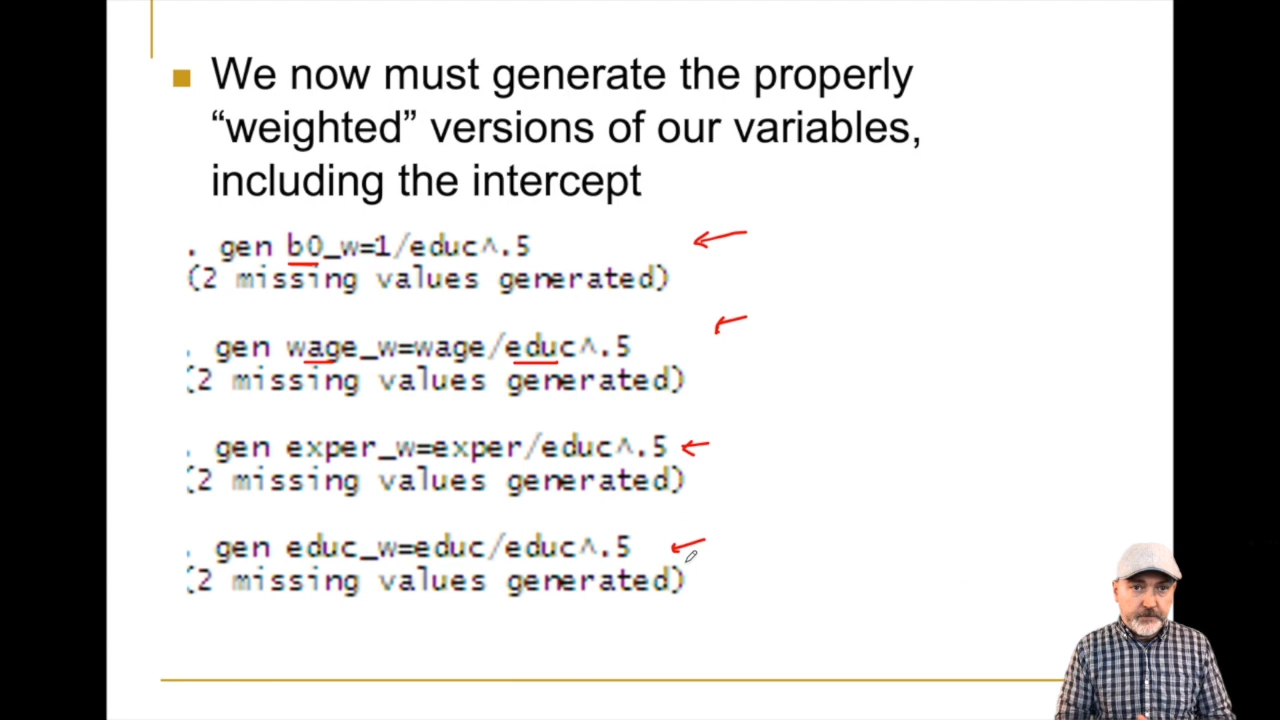 We now must generate the properly
“weighted” versions of our variables,
including the intercept
. gen b0_w=1/educ^.5
(2 missing values generated)
. gen wage_w=wage/educ^.5
(2 missing values generated)
. gen exper_w=exper/educ^.5
(2 missing values generated)
. gen educ_w=educ/educ^.5
(2 missing values generated)